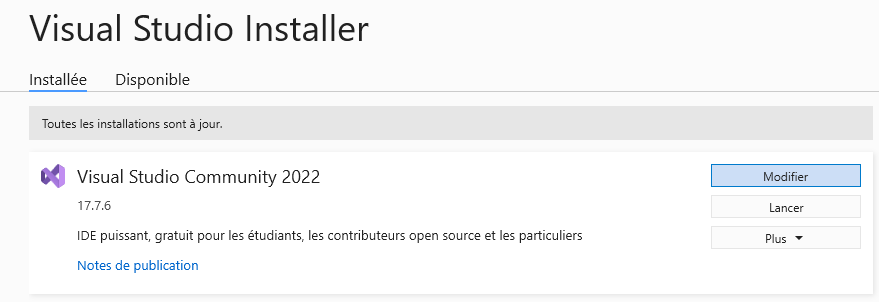 Visual Studio Installer
Installée Disponible
Toutes les installations sont à jour.
Visual Studio Community 2022
Modifier
17.7.6
Lancer
IDE puissant, gratuit pour les étudiants, les contributeurs open source et les particuliers
Plus
Notes de publication